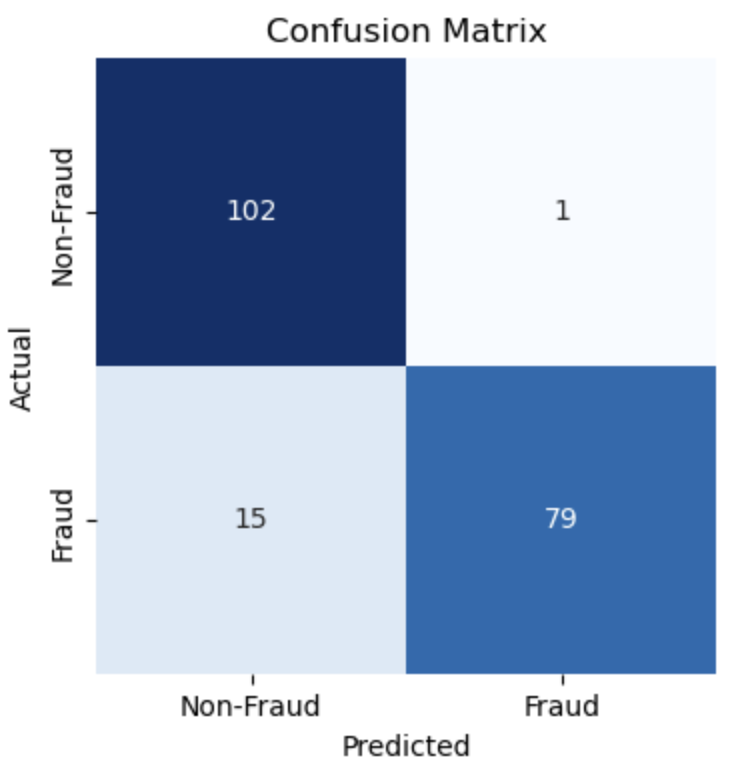 Confusion Matrix
Actual
Non-Fraud
102
1
Fraud
15
79
Non-Fraud
Fraud
Predicted